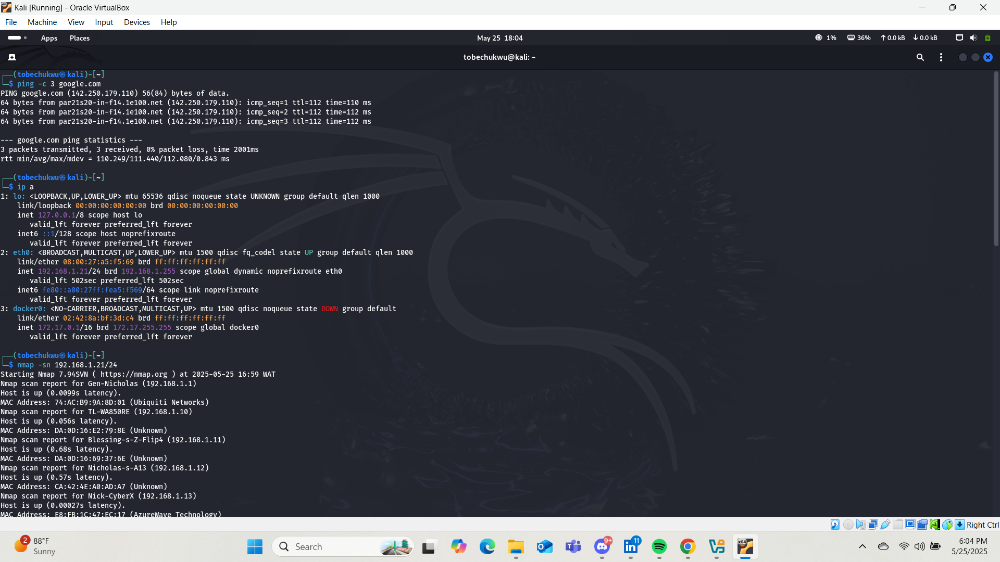 Kali [Running] - Oracle VirtualBox
File Machine View Input Devices Help
Apps Places May 25 18:04 1% 36% ↑0.0 kB ↓0.0 kB
tobechukwu@kali: ~
┌──(tobechukwu㉿kali)-[~]
└─$ ping -c 3 google.com
PING google.com (142.250.179.110) 56(84) bytes of data.
64 bytes from par21s20-in-f14.1e100.net (142.250.179.110): icmp_seq=1 ttl=112 time=110 ms
64 bytes from par21s20-in-f14.1e100.net (142.250.179.110): icmp_seq=2 ttl=112 time=112 ms
64 bytes from par21s20-in-f14.1e100.net (142.250.179.110): icmp_seq=3 ttl=112 time=112 ms
--- google.com ping statistics ---
3 packets transmitted, 3 received, 0% packet loss, time 2001ms
rtt min/avg/max/mdev = 110.249/111.440/112.080/0.843 ms
┌──(tobechukwu㉿kali)-[~]
└─$ ip a
1: lo: <LOOPBACK,UP,LOWER_UP> mtu 65536 qdisc noqueue state UNKNOWN group default qlen 1000
link/loopback 00:00:00:00:00:00 brd 00:00:00:00:00:00
inet 127.0.0.1/8 scope host lo
valid_lft forever preferred_lft forever
inet6 ::1/128 scope host noprefixroute
valid_lft forever preferred_lft forever
2: eth0: <BROADCAST,MULTICAST,UP,LOWER_UP> mtu 1500 qdisc fq_codel state UP group default qlen 1000
link/ether 08:00:27:a5:f5:69 brd ff:ff:ff:ff:ff:ff
inet 192.168.1.21/24 brd 192.168.1.255 scope global dynamic noprefixroute eth0
valid_lft 502sec preferred_lft 502sec
inet6 fe80::a00:27ff:fea5:f569/64 scope link noprefixroute
valid_lft forever preferred_lft forever
3: docker0: <NO-CARRIER,BROADCAST,MULTICAST,UP> mtu 1500 qdisc noqueue state DOWN group default
link/ether 02:42:8a:bf:3d:c4 brd ff:ff:ff:ff:ff:ff
inet 172.17.0.1/16 brd 172.17.255.255 scope global docker0
valid_lft forever preferred_lft forever
┌──(tobechukwu㉿kali)-[~]
└─$ nmap -sn 192.168.1.21/24
Starting Nmap 7.94SVN ( https://nmap.org ) at 2025-05-25 16:59 WAT
Nmap scan report for Gen-Nicholas (192.168.1.1)
Host is up (0.0099s latency).
MAC Address: 74:AC:B9:9A:8D:01 (Ubiquiti Networks)
Nmap scan report for TL-WA850RE (192.168.1.10)
Host is up (0.056s latency).
MAC Address: DA:0D:16:E2:79:8E (Unknown)
Nmap scan report for Blessing-s-Z-Flip4 (192.168.1.11)
Host is up (0.68s latency).
MAC Address: DA:0D:16:69:37:6E (Unknown)
Nmap scan report for Nicholas-s-A13 (192.168.1.12)
Host is up (0.57s latency).
MAC Address: CA:42:4E:A0:AD:A7 (Unknown)
Nmap scan report for Nick-CyberX (192.168.1.13)
Host is up (0.00027s latency).
MAC Address: E8:FB:1C:47:EC:17 (AzureWave Technology)
Right Ctrl
2 88°F
Sunny
Search
9+
11
x64
6:04 PM
5/25/2025